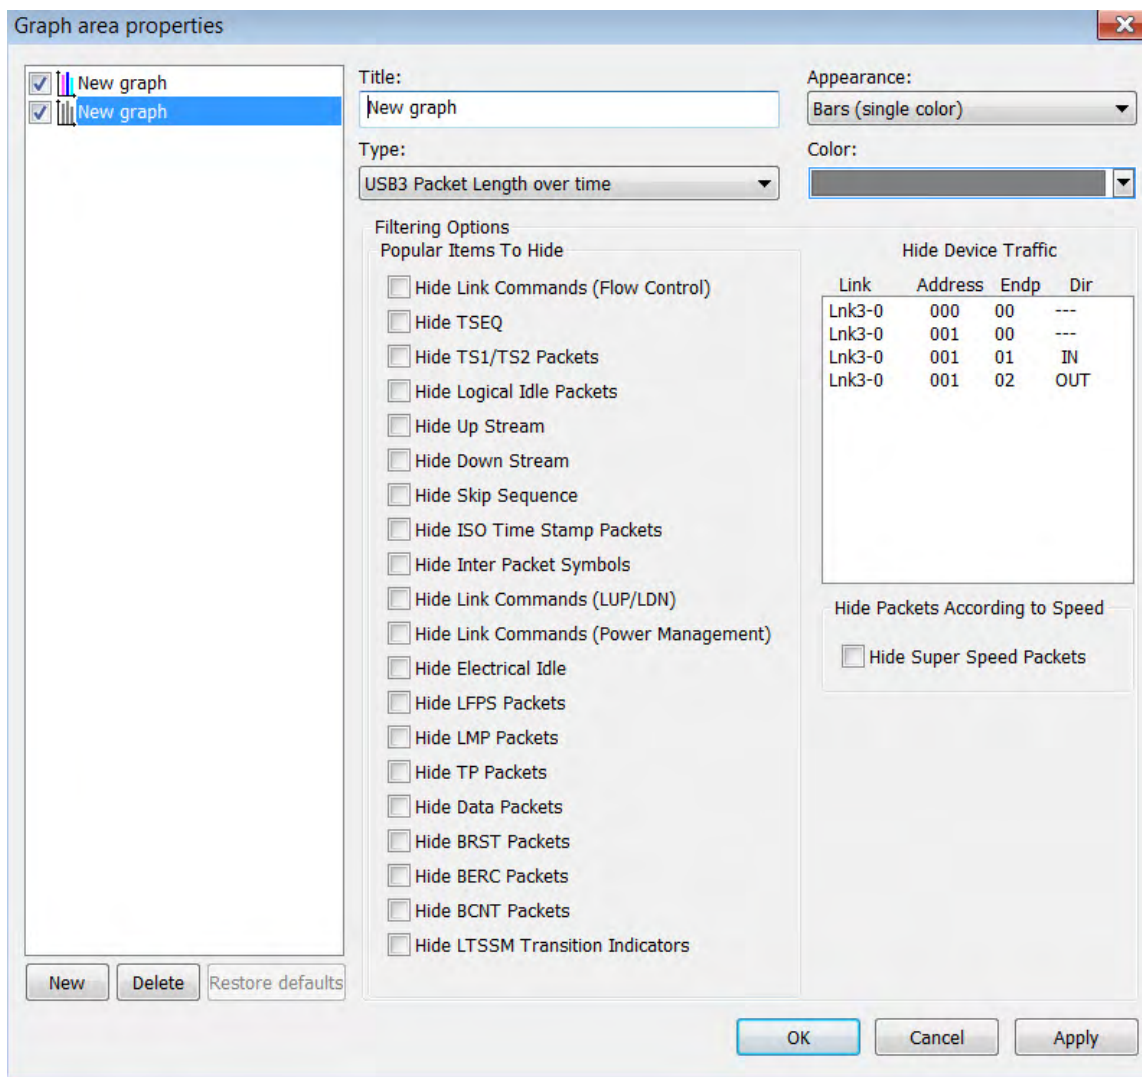 Graph area properties
New graph
New graph
Title:
New graph
Appearance:
Bars (single color)
Type:
USB3 Packet Length over time
Color:
Filtering Options
Popular Items To Hide
Hide Link Commands (Flow Control)
Hide TSEQ
Hide TS1/TS2 Packets
Hide Logical Idle Packets
Hide Up Stream
Hide Down Stream
Hide Skip Sequence
Hide ISO Time Stamp Packets
Hide Inter Packet Symbols
Hide Link Commands (LUP/LDN)
Hide Link Commands (Power Management)
Hide Electrical Idle
Hide LFPS Packets
Hide LMP Packets
Hide TP Packets
Hide Data Packets
Hide BRST Packets
Hide BERC Packets
Hide BCNT Packets
Hide LTSSM Transition Indicators
Hide Device Traffic
Link Address Endp Dir
Lnk3-0 000 00 ---
Lnk3-0 001 00 ---
Lnk3-0 001 01 IN
Lnk3-0 001 02 OUT
Hide Packets According to Speed
Hide Super Speed Packets
New Delete Restore defaults
OK Cancel Apply